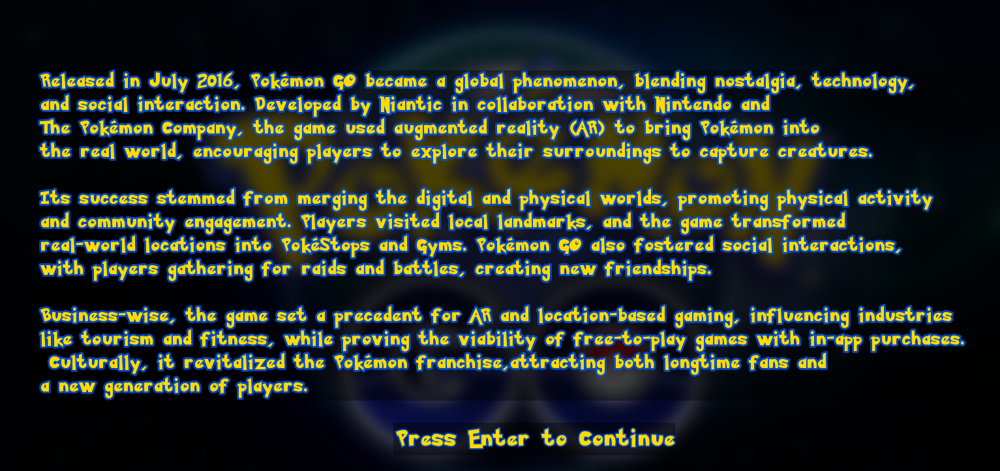 Released in July 2016, Pokémon GO became a global phenomenon, blending nostalgia, technology,
and social interaction. Developed by Niantic in collaboration with Nintendo and
The Pokémon Company, the game used augmented reality (AR) to bring Pokémon into
the real world, encouraging players to explore their surroundings to capture creatures.
Its success stemmed from merging the digital and physical worlds, promoting physical activity
and community engagement. Players visited local landmarks, and the game transformed
real-world locations into PokéStops and Gyms. Pokémon GO also fostered social interactions,
with players gathering for raids and battles, creating new friendships.
Business-wise, the game set a precedent for AR and location-based gaming, influencing industries
like tourism and fitness, while proving the viability of free-to-play games with in-app purchases.
Culturally, it revitalized the Pokémon franchise,attracting both longtime fans and
a new generation of players.
Press Enter to Continue
POKÉMON
GO